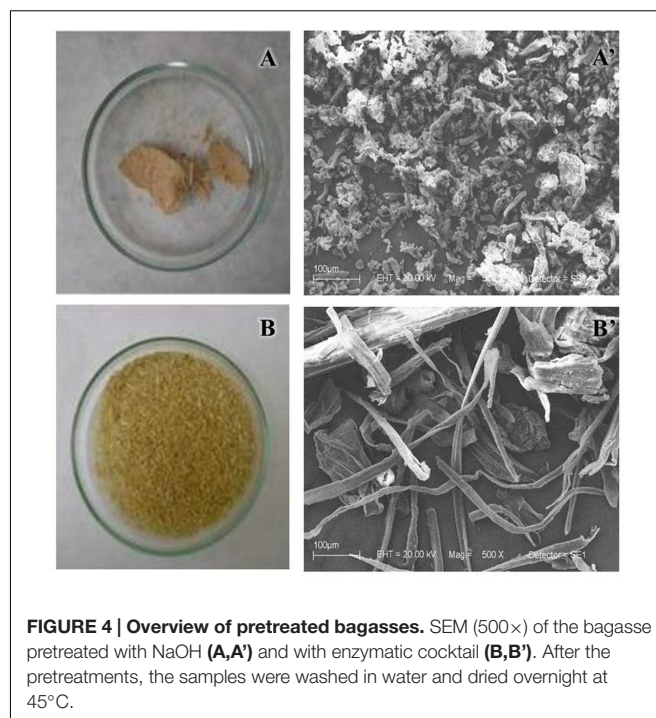 A
A'
100µm
EHT = 20.00 kV
Mag =
Detector =
B
B'
100µm
EHT = 20.00 kV
Mag = 500 X
Detector = SE1
FIGURE 4 | Overview of pretreated bagasses. SEM (500×) of the bagasse
pretreated with NaOH (A,A') and with enzymatic cocktail (B,B'). After the
pretreatments, the samples were washed in water and dried overnight at
45°C.